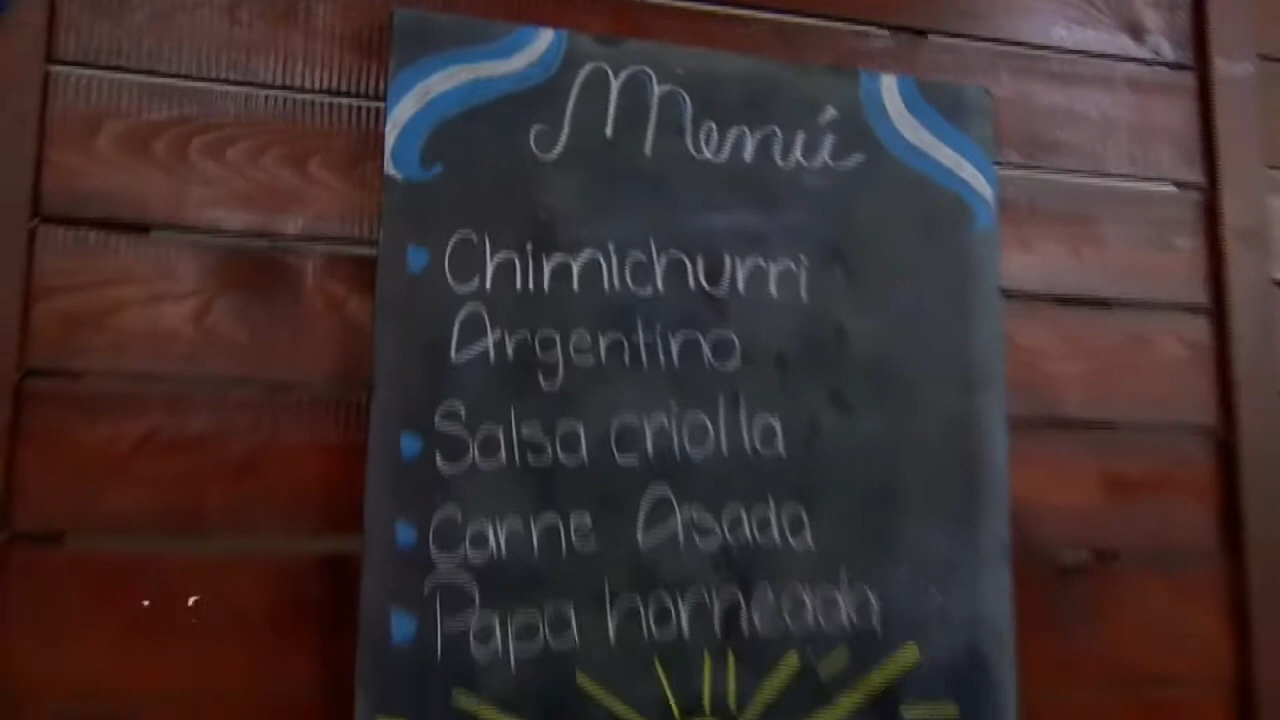 Menú
Chimichurri
Argentino
Salsa criolla
Carne Asada
Papa horneada